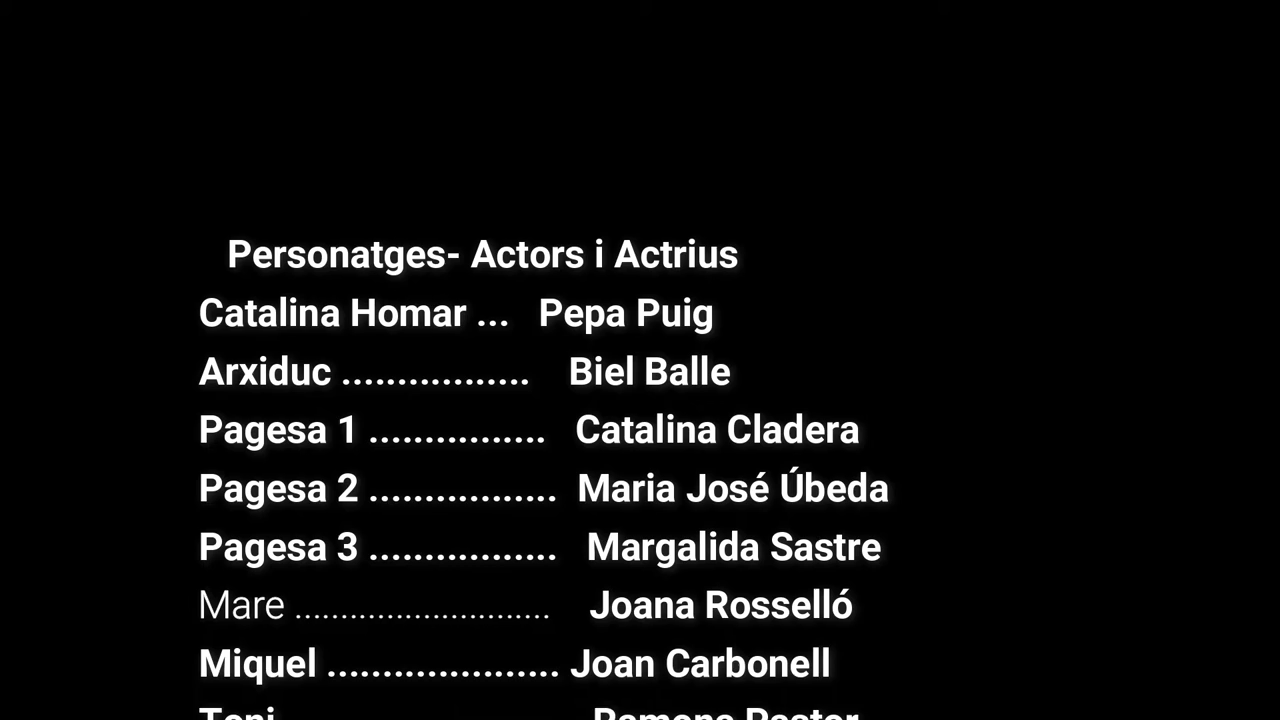 Personatges- Actors i Actrius
Catalina Homar ... Pepa Puig
Arxiduc ................. Biel Balle
Pagesa 1 ................ Catalina Cladera
Pagesa 2 ................. Maria José Úbeda
Pagesa 3 ................. Margalida Sastre
Mare ............................ Joana Rosselló
Miquel ..................... Joan Carbonell